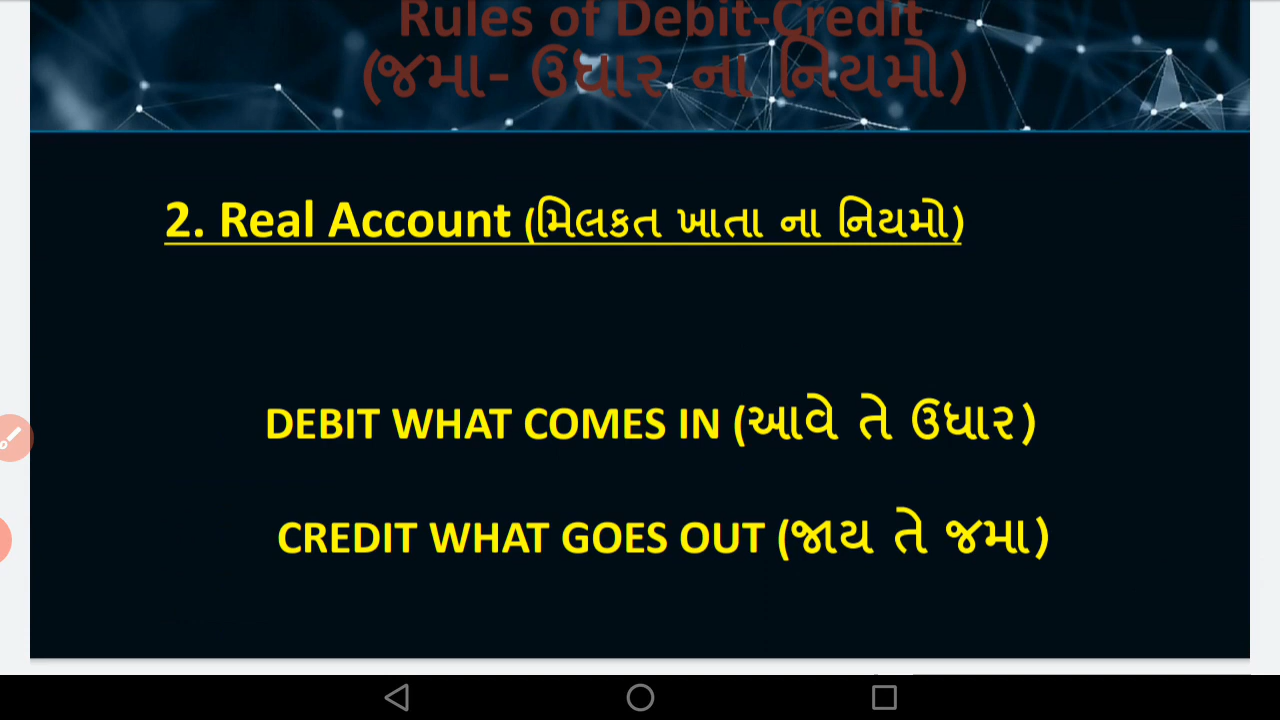 Rules of Debit-Credit
(જમા- ઉધાર ના નિયમો)
2. Real Account (મિલકત ખાતા ના નિયમો)
DEBIT WHAT COMES IN (આવે તે ઉધાર)
CREDIT WHAT GOES OUT (જાય તે જમા)